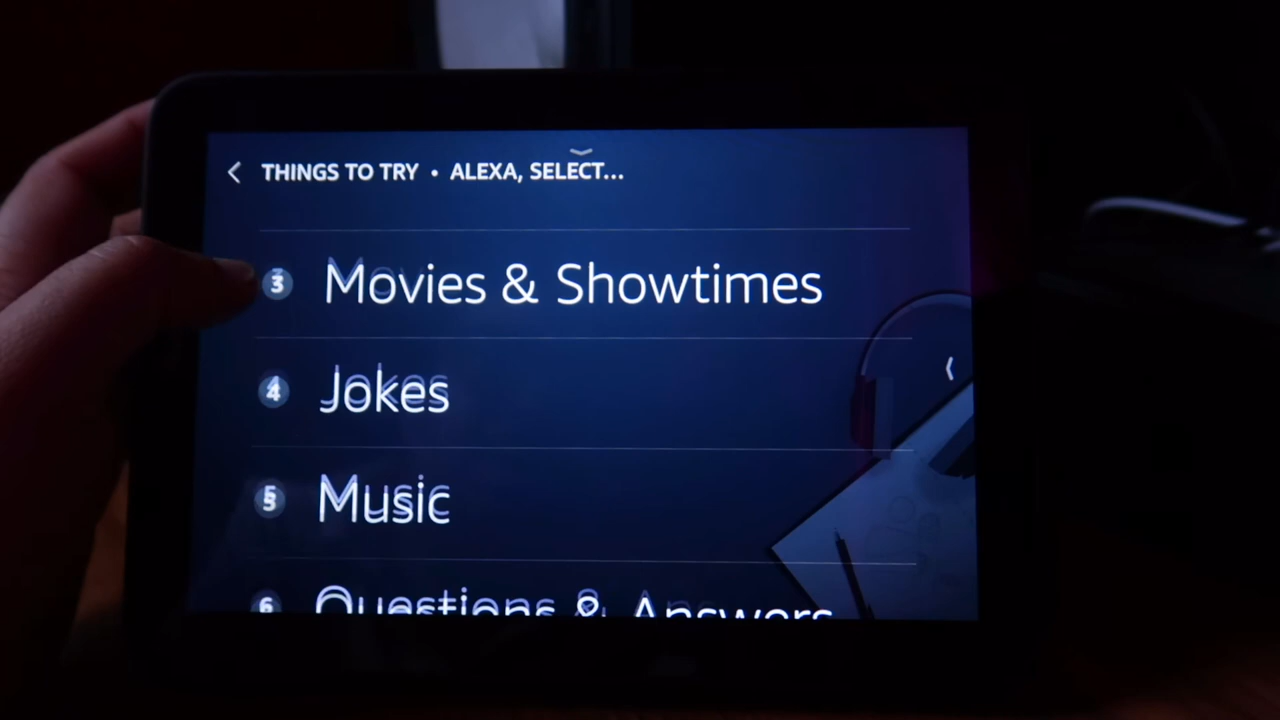 THINGS TO TRY • ALEXA, SELECT...
3 Movies & Showtimes
4 Jokes
5 Music
6 Questions & Answers